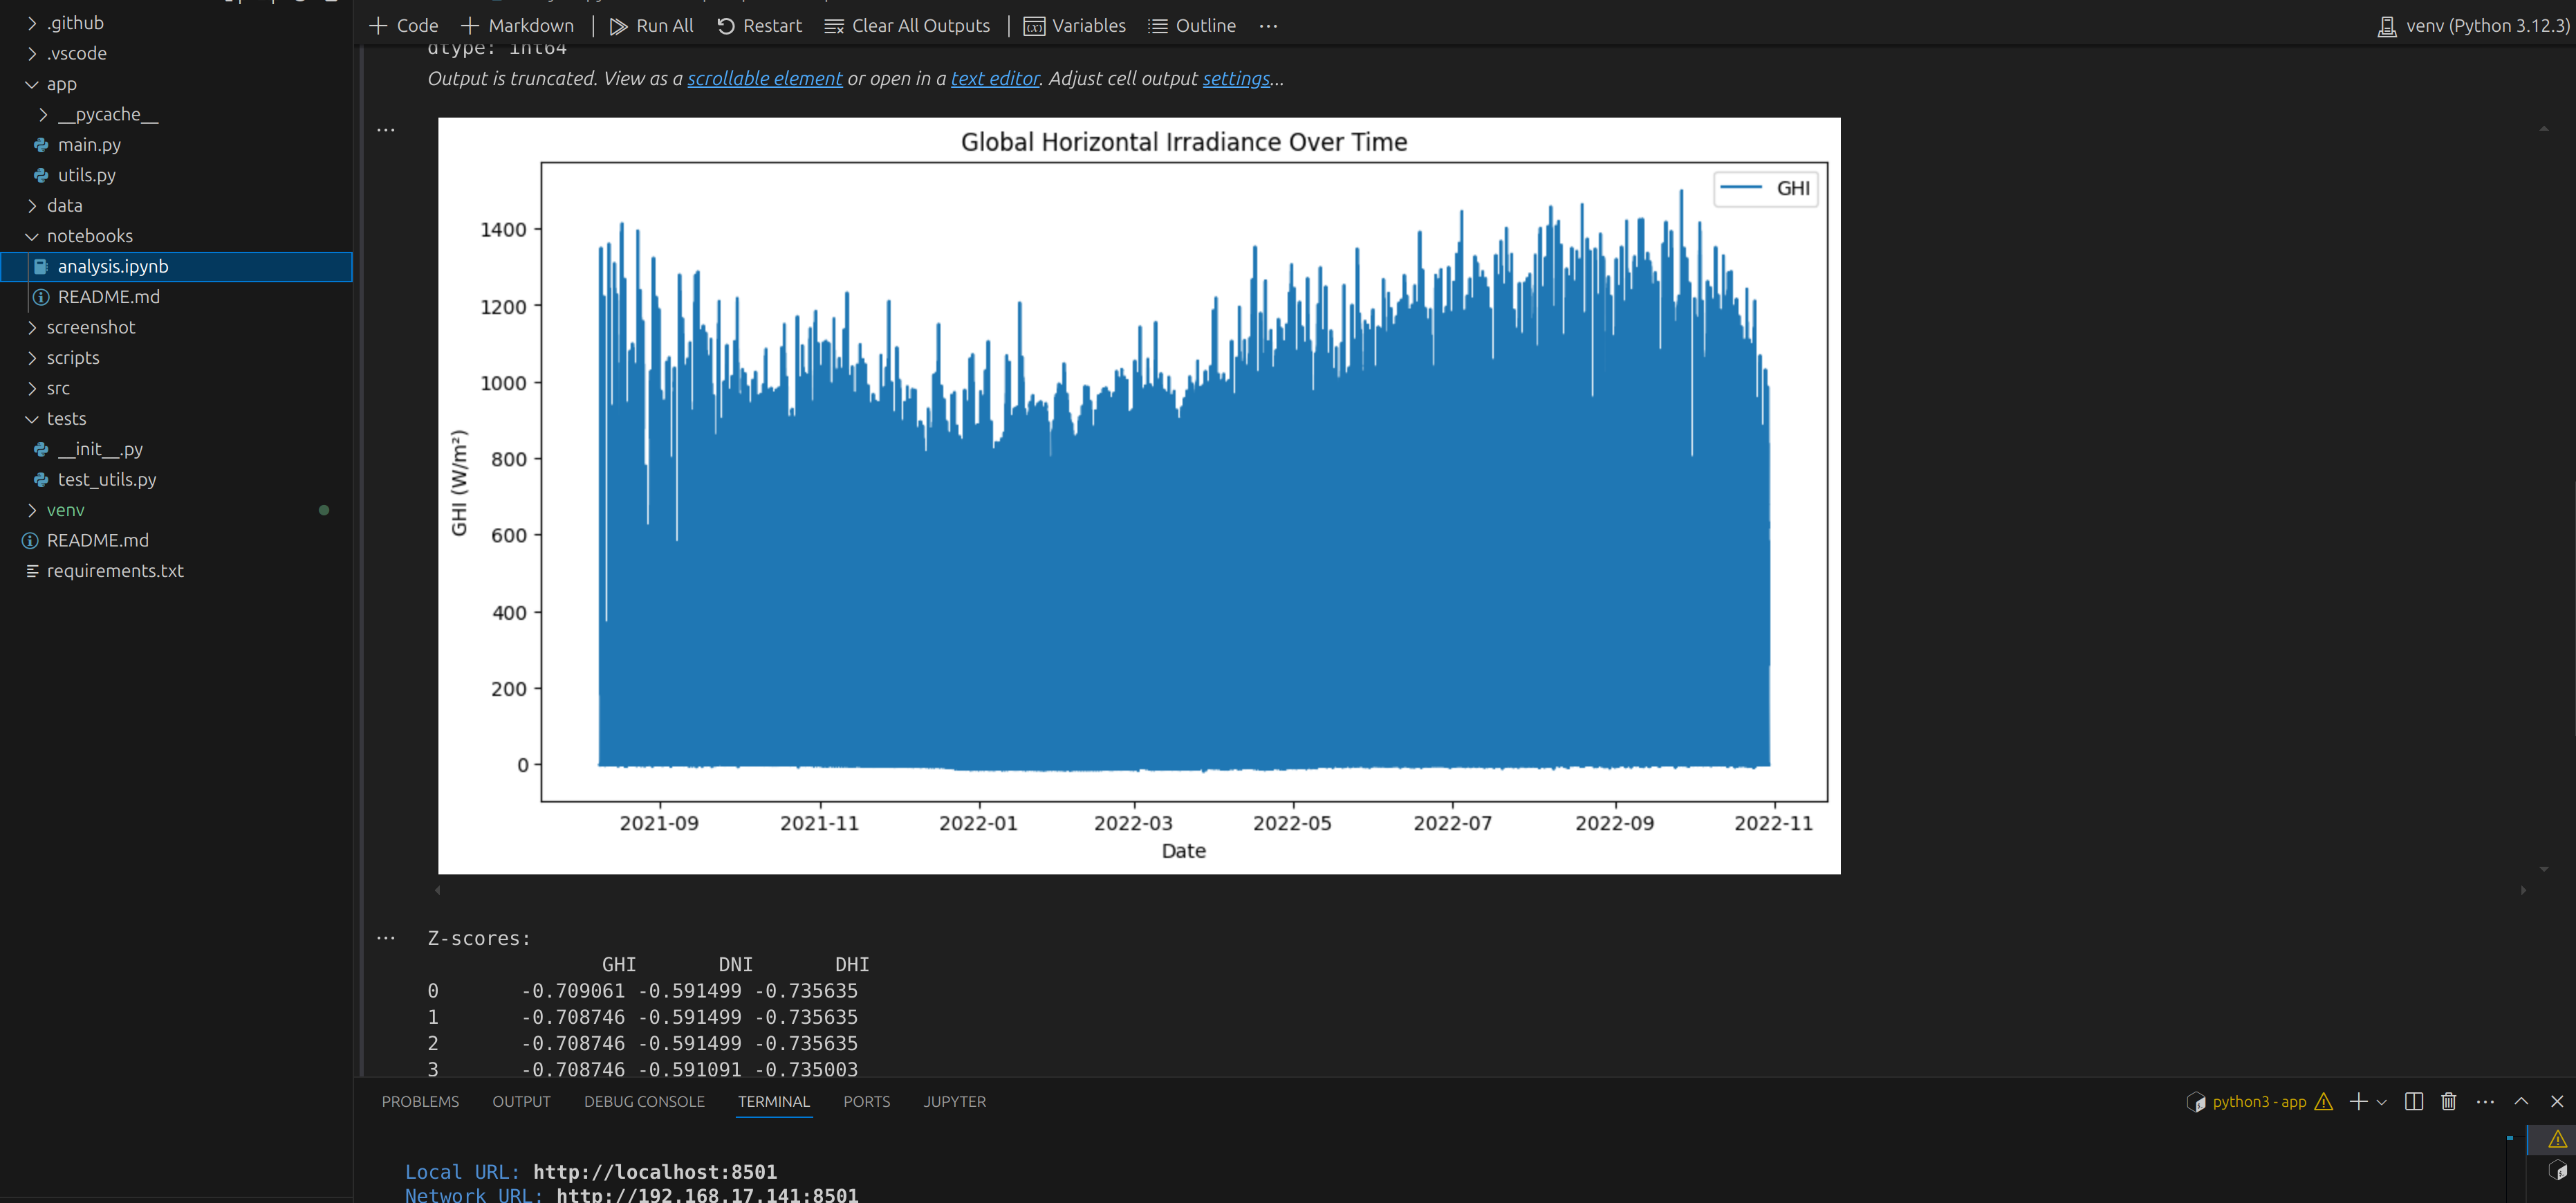 .github
.vscode
app
__pycache__
main.py
utils.py
data
notebooks
analysis.ipynb
README.md
screenshot
scripts
src
tests
__init__.py
test_utils.py
venv
README.md
requirements.txt
Code Markdown Run All Restart Clear All Outputs Variables Outline ... venv (Python 3.12.3)
dtype: int64
Output is truncated. View as a scrollable element or open in a text editor. Adjust cell output settings...
Global Horizontal Irradiance Over Time
GHI
1400
1200
1000
800
600
400
200
0
GHI (W/m²)
2021-09 2021-11 2022-01 2022-03 2022-05 2022-07 2022-09 2022-11
Date
Z-scores:
GHI DNI DHI
0 -0.709061 -0.591499 -0.735635
1 -0.708746 -0.591499 -0.735635
2 -0.708746 -0.591499 -0.735635
3 -0.708746 -0.591091 -0.735003
PROBLEMS OUTPUT DEBUG CONSOLE TERMINAL PORTS JUPYTER python3 - app
Local URL: http://localhost:8501
Network URL: http://192.168.17.141:8501